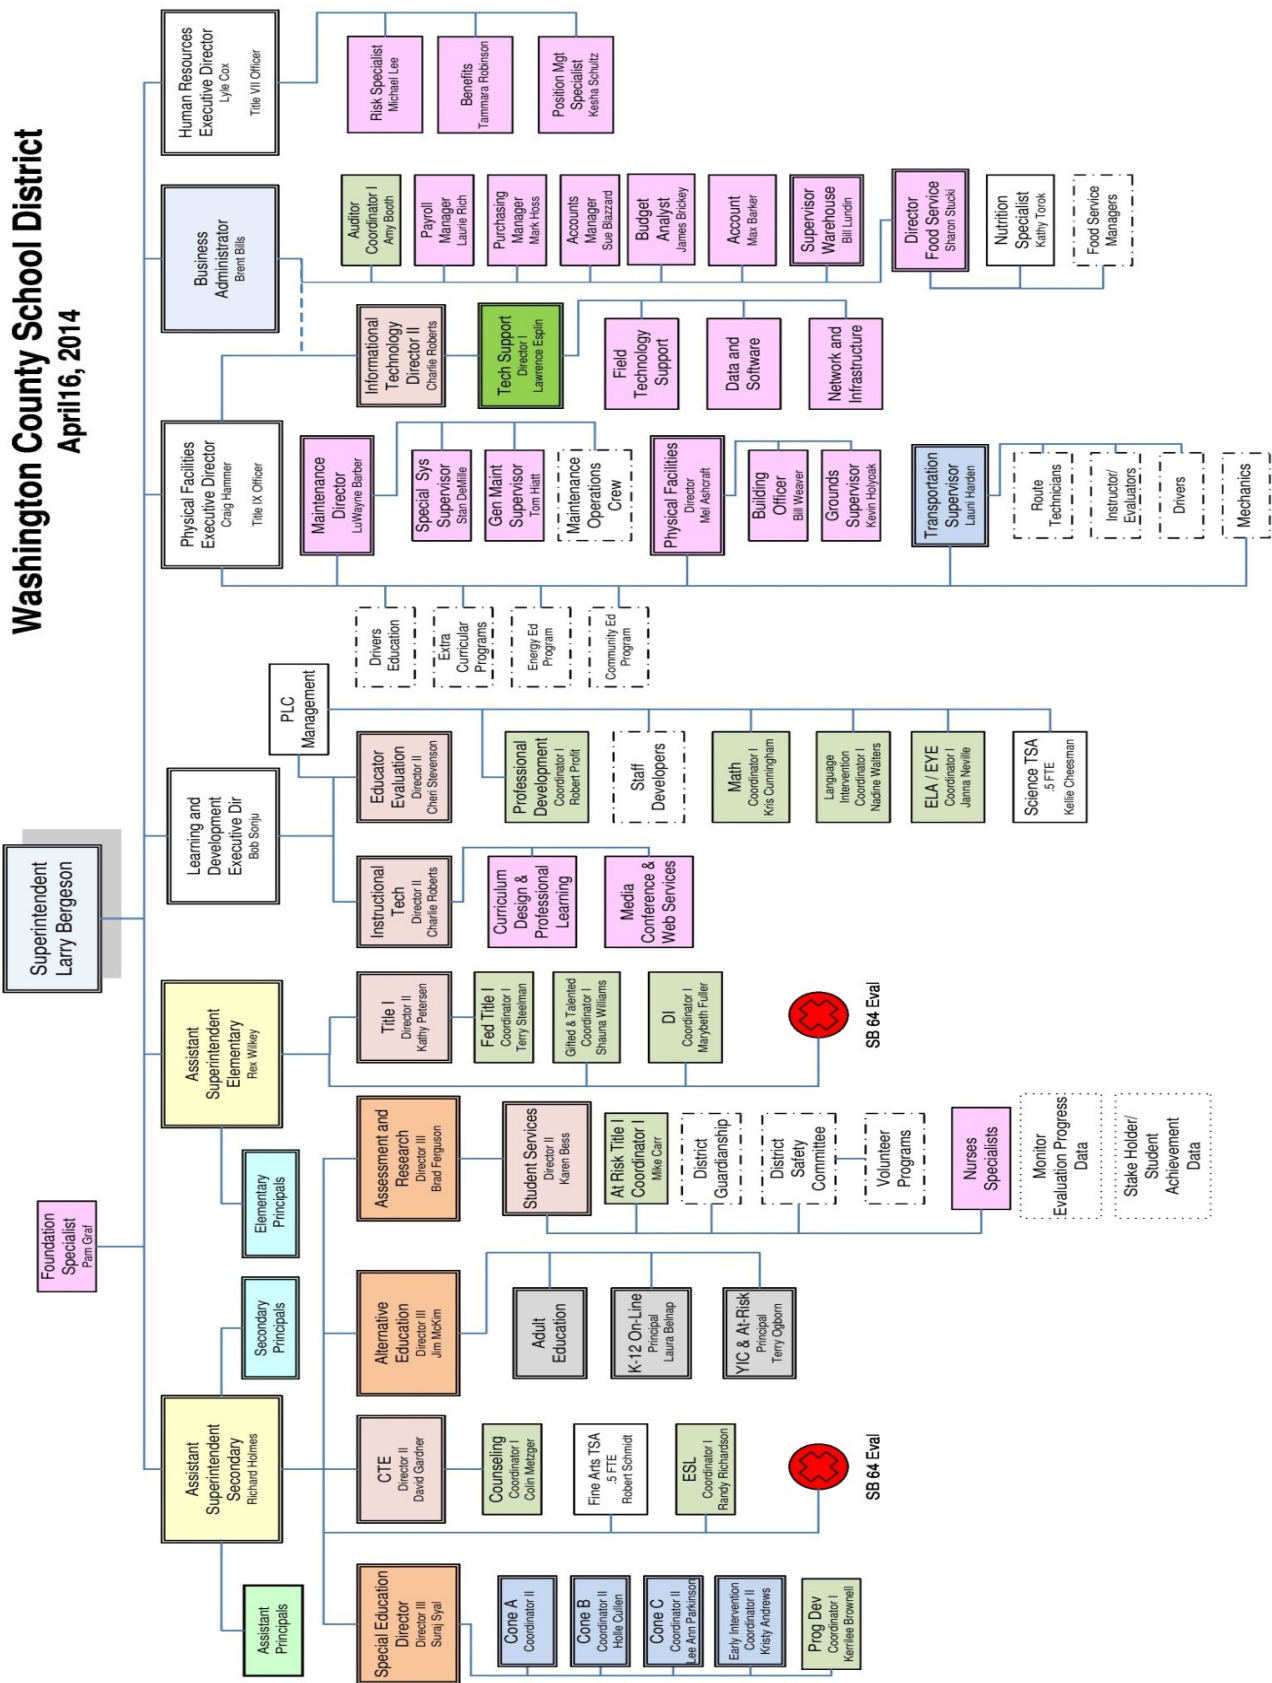 Washington County School District
April16, 2014
Superintendent
Larry Bergeson
Foundation
Specialist
Pam Graf
Assistant
Superintendent
Secondary
Richard Holmes
Assistant
Superintendent
Elementary
Rex Wilkey
Learning and
Development
Executive Dir
Bob Sonju
Physical Facilities
Executive Director
Craig Hammer
Title IX Officer
Business
Administrator
Brent Bills
Human Resources
Executive Director
Lyle Cox
Title VII Officer
Assistant
Principals
Secondary
Principals
Elementary
Principals
PLC
Management
Special Education
Director
Director III
Suraj Syal
Cone A
Coordinator II
Cone B
Coordinator II
Holle Cullen
Cone C
Coordinator II
Lee Ann Parkinson
Early Intervention
Coordinator II
Kristy Andrews
Prog Dev
Coordinator I
Kerrilee Brownell
CTE
Director II
David Gardner
Counseling
Coordinator I
Colin Metzger
Fine Arts TSA
.5 FTE
Robert Schmidt
ESL
Coordinator I
Randy Richardson
SB 64 Eval
Alternative
Education
Director III
Jim McKim
Adult
Education
K-12 On-Line
Principal
Laura Belnap
YIC & At-Risk
Principal
Terry Ogborn
Assessment and
Research
Director III
Brad Ferguson
Student Services
Director II
Karen Bess
At Risk Title I
Coordinator I
Mike Carr
District
Guardianship
District
Safety
Committee
Volunteer
Programs
Nurses
Specialists
Monitor
Evaluation Progress
Data
Stake Holder/
Student
Achievement
Data
Title I
Director II
Kathy Petersen
Fed Title I
Coordinator I
Terry Steelman
Gifted & Talented
Coordinator I
Shauna Williams
DI
Coordinator I
Marybeth Fuller
SB 64 Eval
Instructional
Tech
Director II
Charlie Roberts
Curriculum
Design &
Professional
Learning
Media
Conference &
Web Services
Educator
Evaluation
Director II
Cheri Stevenson
Professional
Development
Coordinator I
Robert Profit
Staff
Developers
Math
Coordinator I
Kris Cunningham
Language
Intervention
Coordinator I
Nadine Walters
ELA / EYE
Coordinator I
Janna Neville
Science TSA
.5 FTE
Kellie Cheesman
Drivers
Education
Extra
Curricular
Programs
Energy Ed
Program
Community Ed
Program
Maintenance
Director
LuWayne Barber
Special Sys
Supervisor
Stan DeMille
Gen Maint
Supervisor
Tom Hiatt
Maintenance
Operations
Crew
Physical Facilities
Director
Mel Ashcraft
Building
Officer
Bill Weaver
Grounds
Supervisor
Kevin Holyoak
Transportation
Supervisor
Launi Harden
Route
Technicians
Instructor/
Evaluators
Drivers
Mechanics
Informational
Technology
Director II
Charlie Roberts
Tech Support
Director I
Lawrence Esplin
Field
Technology
Support
Data and
Software
Network and
Infrastructure
Auditor
Coordinator I
Amy Booth
Payroll
Manager
Laurie Rich
Purchasing
Manager
Mark Hoss
Accounts
Manager
Sue Blazzard
Budget
Analyst
James Brickey
Account
Max Barker
Supervisor
Warehouse
Bill Lundin
Director
Food Service
Sharon Stucki
Nutrition
Specialist
Kathy Torok
Food Service
Managers
Risk Specialist
Michael Lee
Benefits
Tammara Robinson
Position Mgt
Specialist
Kesha Schultz